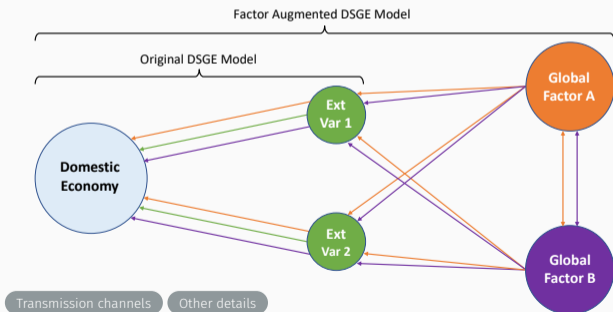 Factor Augmented DSGE Model
Original DSGE Model
Global
Factor A
Ext
Var 1
Domestic
Economy
Ext
Var 2
Global
Factor B
Transmission channels
Other details